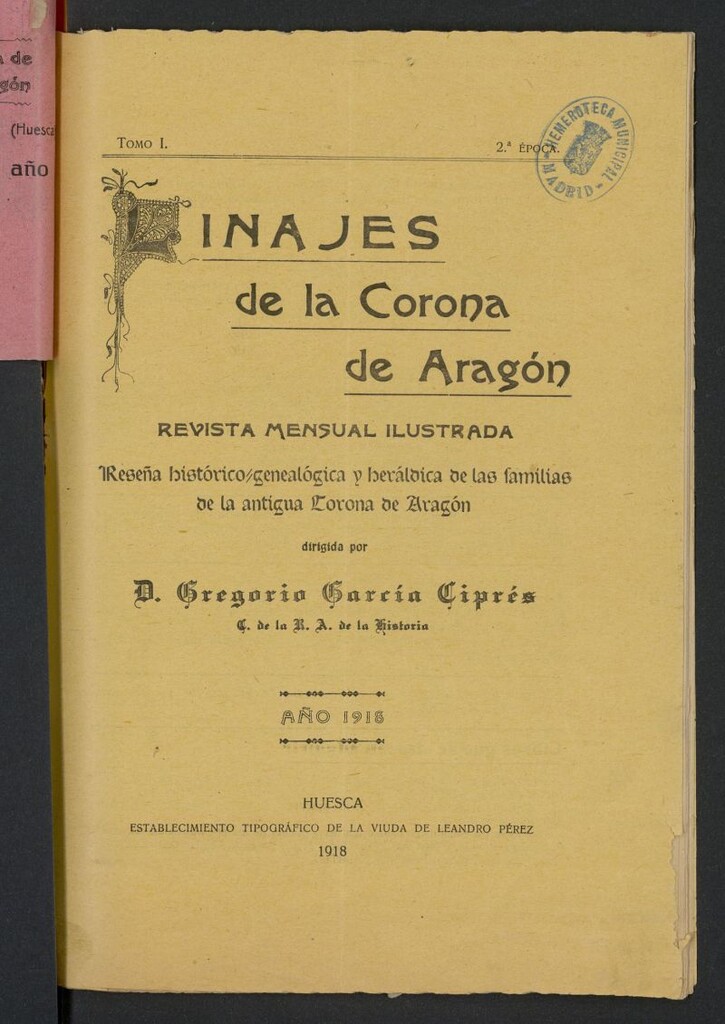 a de
gón
(Huesca
año
TOMO I.
2.ª ÉPOCA.
HEMEROTECA MUNICIPAL
MADRID
LINAJES
de la Corona
de Aragón
REVISTA MENSUAL ILUSTRADA
Reseña histórico-genealógica y heráldica de las familias
de la antigua Corona de Aragón
dirigida por
D. Gregorio García Ciprés
C. de la R. A. de la Historia
AÑO 1918
HUESCA
ESTABLECIMIENTO TIPOGRÁFICO DE LA VIUDA DE LEANDRO PÉREZ
1918